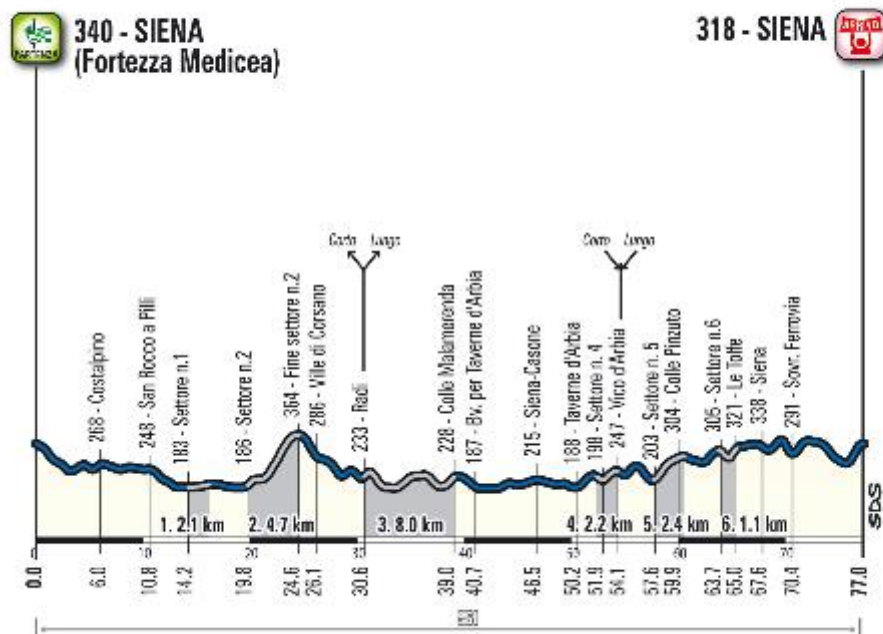 340 - SIENA
(Fortezza Medicea)
318 - SIENA
PARTENZA
ARRIVO
Corto Lungo
Corto Lungo
268 - Costalpino
248 - San Rocco a Pilli
183 - Settore n.1
186 - Settore n.2
364 - Fine settore n.2
286 - Ville di Corsano
233 - Radi
228 - Colle Malamerenda
187 - Bv. per Taverne d'Arbia
215 - Siena-Casone
188 - Taverne d'Arbia
198 - Settore n. 4
247 - Vico d'Arbia
203 - Settore n. 5
304 - Colle Pinzuto
305 - Settore n.6
321 - Le Tolfe
338 - Siena
291 - Sovr. Ferrovia
1. 2.1 km
2. 4.7 km
3. 8.0 km
4. 2.2 km
5. 2.4 km
6. 1.1 km
SDS
0 10 20 30 40 50 60 70
0.0 6.0 10.8 14.2 19.8 24.6 26.1 30.6 39.0 40.7 46.5 50.2 51.9 54.1 57.6 59.9 63.7 65.0 67.6 70.4 77.0